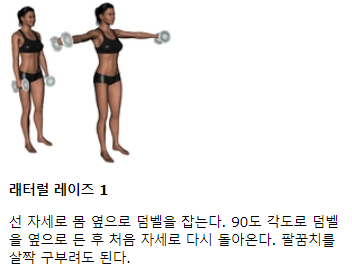 래터럴 레이즈 1
선 자세로 몸 옆으로 덤벨을 잡는다. 90도 각도로 덤벨
을 옆으로 든 후 처음 자세로 다시 돌아온다. 팔꿈치를
살짝 구부려도 된다.